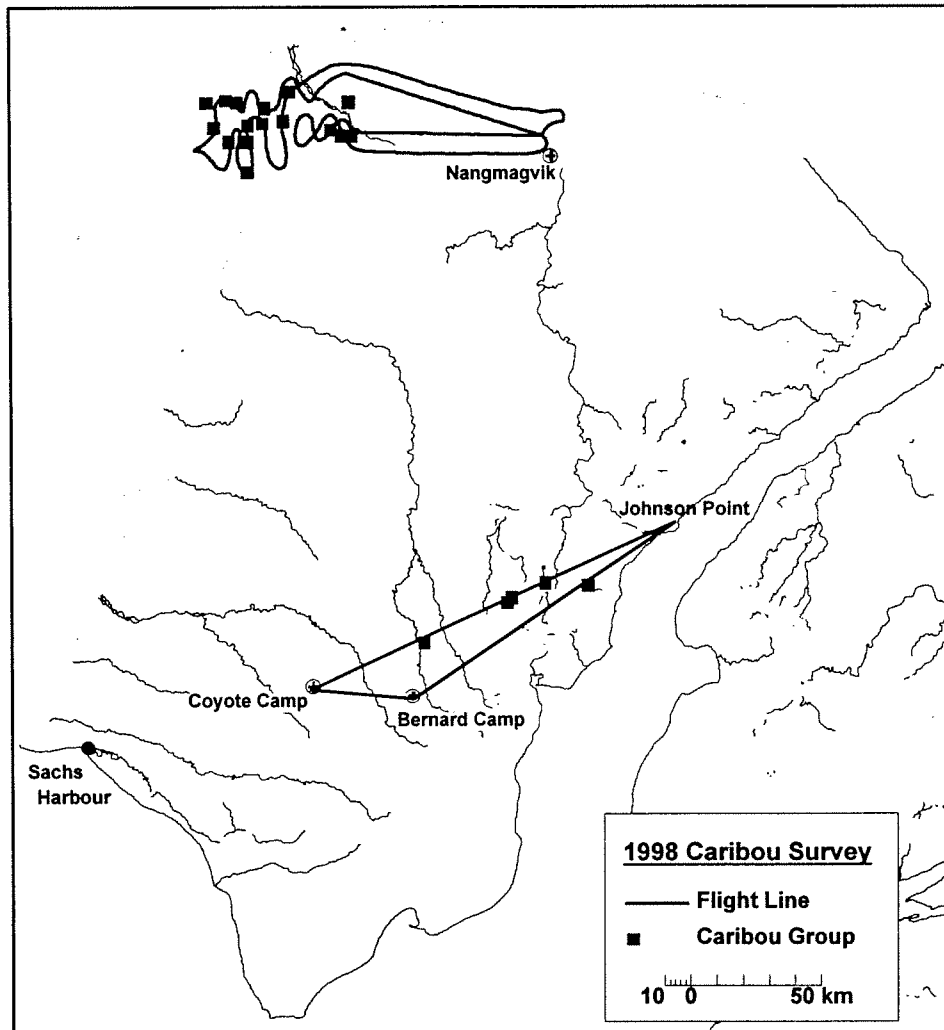 Nangmagvik
Johnson Point
Coyote Camp
Bernard Camp
Sachs
Harbour
1998 Caribou Survey
Flight Line
Caribou Group
10 0 50 km